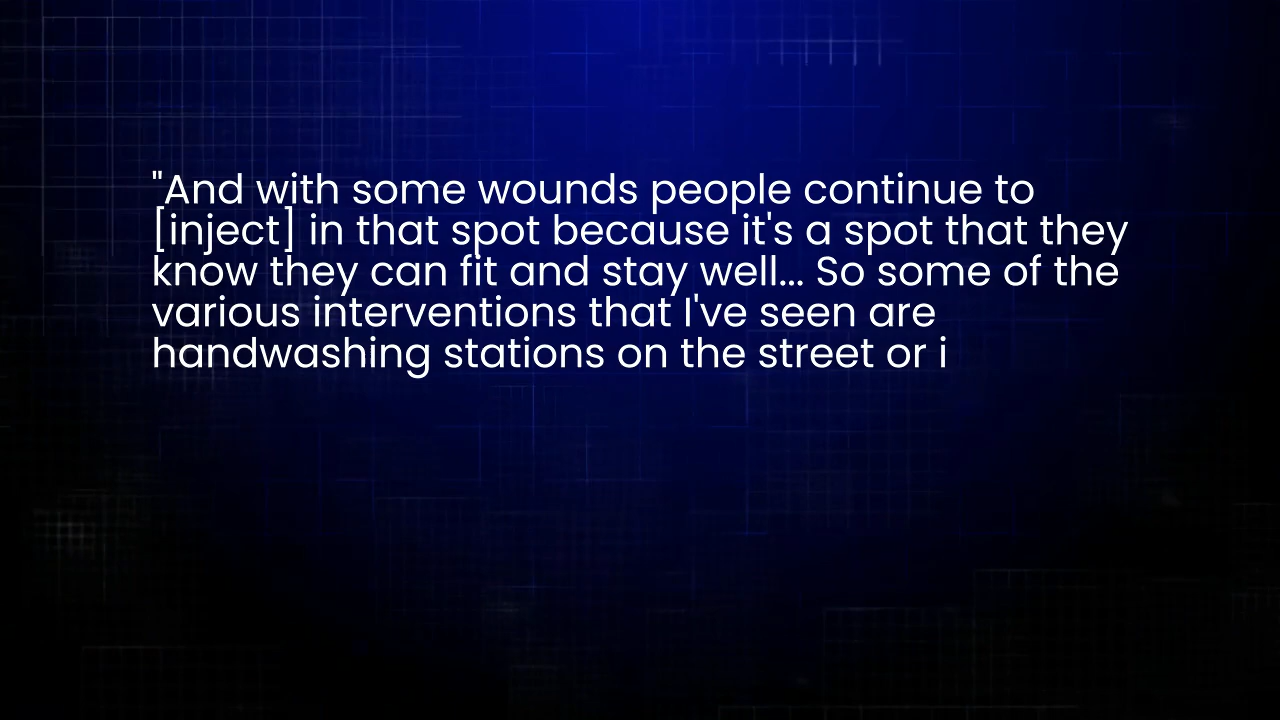 "And with some wounds people continue to
[inject] in that spot because it's a spot that they
know they can fit and stay well... So some of the
various interventions that I've seen are
handwashing stations on the street or i